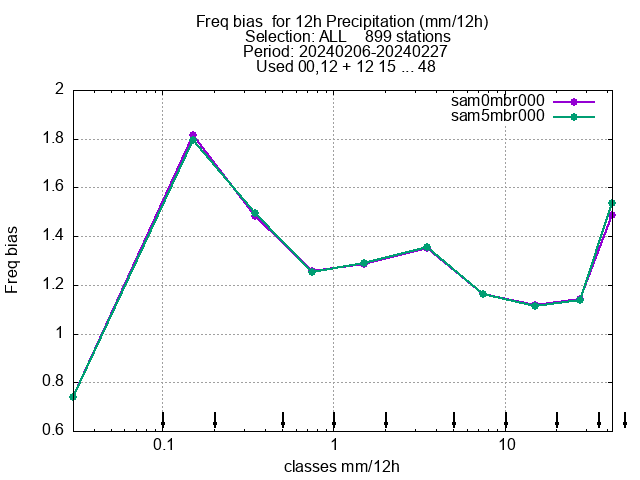 Freq bias  for 12h Precipitation (mm/12h)
Selection: ALL    899 stations
Period: 20240206-20240227
Used 00,12 + 12 15 ... 48
sam0mbr000
sam5mbr000
2
1.8
1.6
1.4
1.2
1
0.8
0.6
Freq bias
0.1
1
10
classes mm/12h